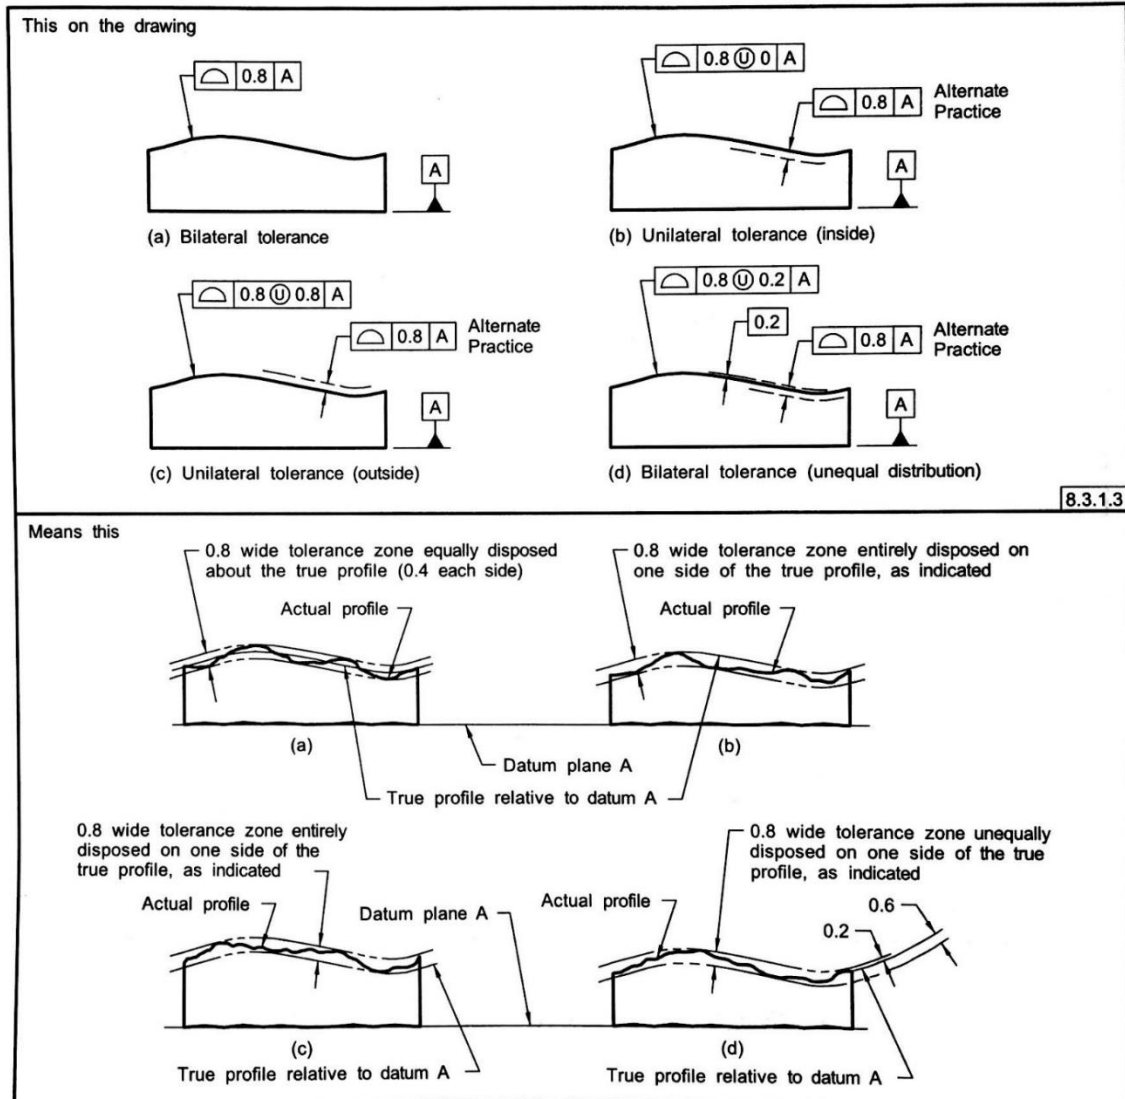 This on the drawing
⌓ 0.8 A
A
(a) Bilateral tolerance
⌓ 0.8 Ⓤ 0 A
⌓ 0.8 A
Alternate
Practice
A
(b) Unilateral tolerance (inside)
⌓ 0.8 Ⓤ 0.8 A
⌓ 0.8 A
Alternate
Practice
A
(c) Unilateral tolerance (outside)
⌓ 0.8 Ⓤ 0.2 A
0.2
⌓ 0.8 A
Alternate
Practice
A
(d) Bilateral tolerance (unequal distribution)
8.3.1.3
Means this
0.8 wide tolerance zone equally disposed
about the true profile (0.4 each side)
Actual profile
(a)
0.8 wide tolerance zone entirely disposed on
one side of the true profile, as indicated
Actual profile
(b)
Datum plane A
True profile relative to datum A
0.8 wide tolerance zone entirely
disposed on one side of the
true profile, as indicated
Actual profile
Datum plane A
(c)
True profile relative to datum A
0.8 wide tolerance zone unequally
disposed on one side of the true
profile, as indicated
Actual profile
0.6
0.2
(d)
True profile relative to datum A